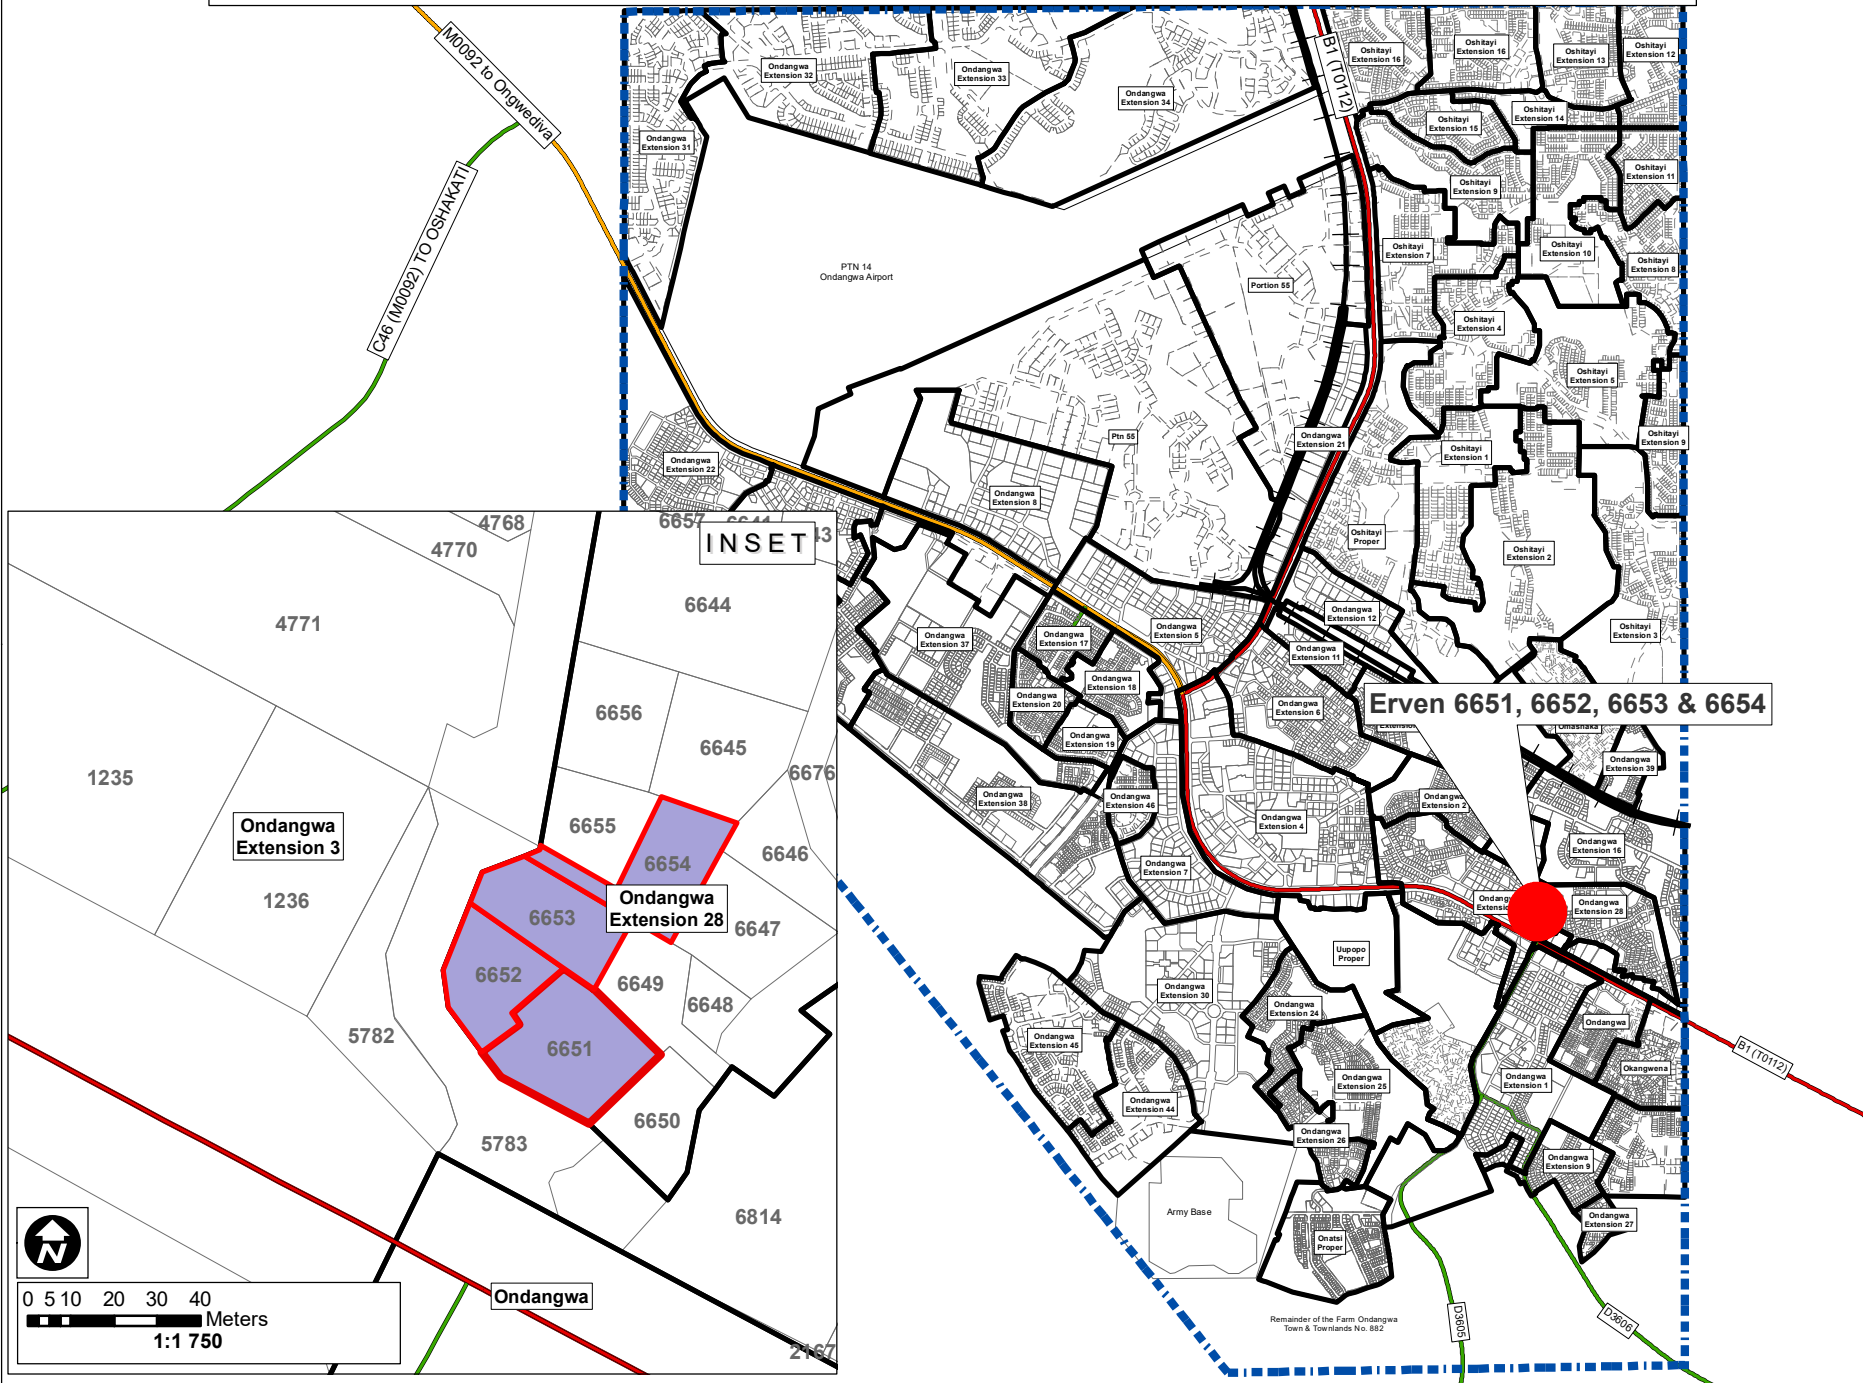 M0092 to Ongwediva
C46 (M0092) TO OSHAKATI
B1 (T0112)
Ondangwa
Extension 32
Ondangwa
Extension 33
Ondangwa
Extension 34
Ondangwa
Extension 31
Oshitayi
Extension 16
Oshitayi
Extension 16
Oshitayi
Extension 13
Oshitayi
Extension 12
Oshitayi
Extension 15
Oshitayi
Extension 14
Oshitayi
Extension 9
Oshitayi
Extension 11
Oshitayi
Extension 7
Oshitayi
Extension 10
Oshitayi
Extension 8
PTN 14
Ondangwa Airport
Portion 55
Oshitayi
Extension 4
Oshitayi
Extension 5
Ptn 55
Ondangwa
Extension 21
Oshitayi
Extension 1
Oshitayi
Extension 9
Ondangwa
Extension 22
Ondangwa
Extension 8
Oshitayi
Proper
Oshitayi
Extension 2
Oshitayi
Extension 3
Ondangwa
Extension 12
Ondangwa
Extension 5
Ondangwa
Extension 11
Ondangwa
Extension 37
Ondangwa
Extension 17
Ondangwa
Extension 18
Ondangwa
Extension 20
Ondangwa
Extension 19
Ondangwa
Extension 6
Erven 6651, 6652, 6653 & 6654
Ondangwa
Extension 39
Ondangwa
Extension 38
Ondangwa
Extension 46
Ondangwa
Extension 4
Ondangwa
Extension 2
Ondangwa
Extension 16
Ondangwa
Extension 7
Ondangwa
Extension 28
Uupopo
Proper
Ondangwa
Extension 30
Ondangwa
Extension 24
Ondangwa
Extension 45
Ondangwa
Extension 44
Ondangwa
Extension 25
Ondangwa
Extension 26
Ondangwa
Extension 1
Ondangwa
Okangwena
B1 (T0112)
Ondangwa
Extension 9
Ondangwa
Extension 27
Army Base
Onatsi
Proper
Remainder of the Farm Ondangwa
Town & Townlands No. 882
D3605
D3606
INSET
4768
4770
4771
6657
6644
6644
6656
6645
6676
1235
Ondangwa
Extension 3
1236
6655
6654
6646
Ondangwa
Extension 28
6653
6647
6652
6649
6648
5782
6651
6650
5783
6814
Ondangwa
2167
0 5 10 20 30 40
Meters
1:1 750
N